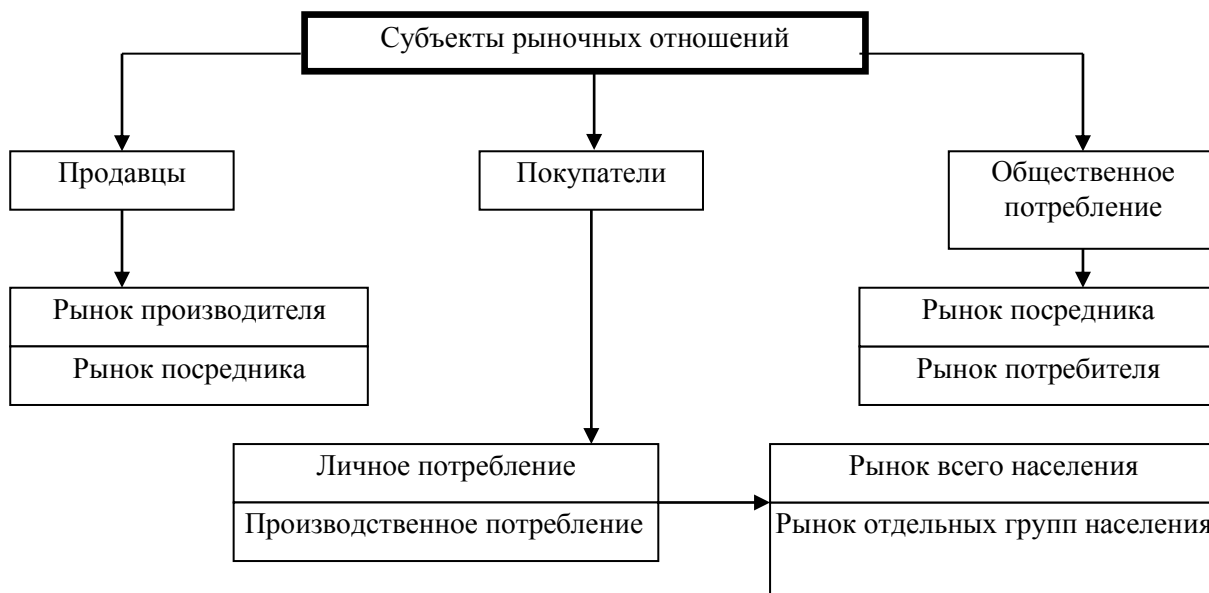 Субъекты рыночных отношений
Продавцы
Покупатели
Общественное
потребление
Рынок производителя
Рынок посредника
Рынок посредника
Рынок потребителя
Личное потребление
Производственное потребление
Рынок всего населения
Рынок отдельных групп населения